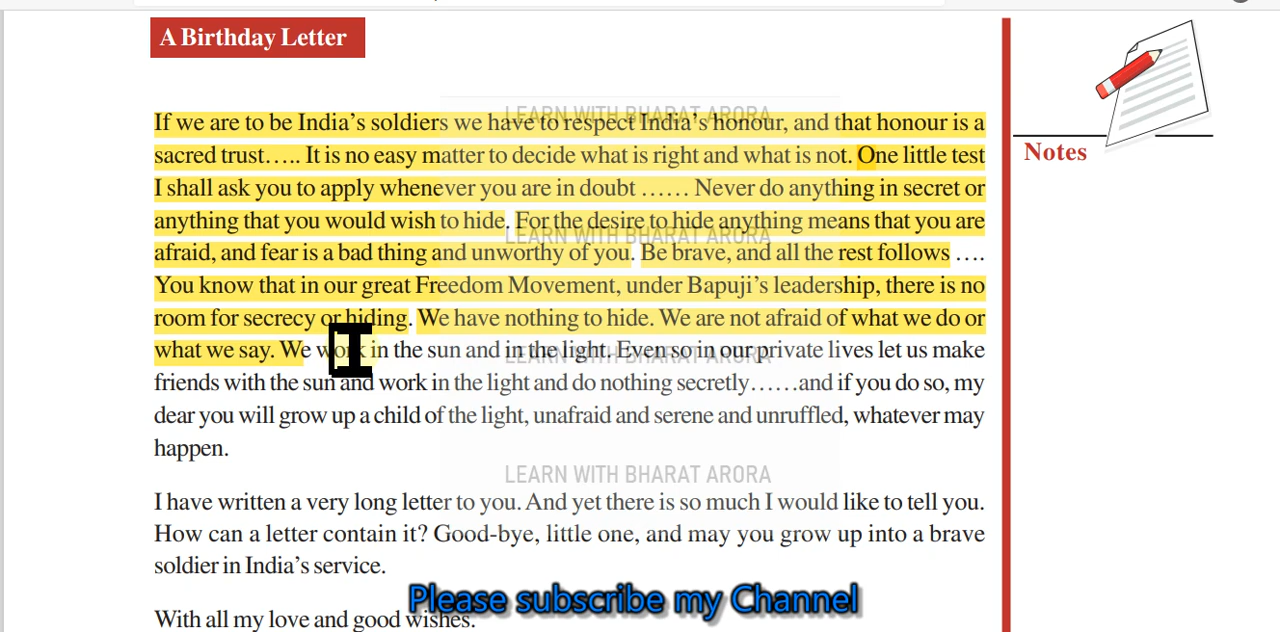 A Birthday Letter
If we are to be India's soldiers we have to respect India's honour, and that honour is a
sacred trust….. It is no easy matter to decide what is right and what is not. One little test
I shall ask you to apply whenever you are in doubt …… Never do anything in secret or
anything that you would wish to hide. For the desire to hide anything means that you are
afraid, and fear is a bad thing and unworthy of you. Be brave, and all the rest follows ….
You know that in our great Freedom Movement, under Bapuji's leadership, there is no
room for secrecy or hiding. We have nothing to hide. We are not afraid of what we do or
what we say. We work in the sun and in the light. Even so in our private lives let us make
friends with the sun and work in the light and do nothing secretly……and if you do so, my
dear you will grow up a child of the light, unafraid and serene and unruffled, whatever may
happen.
I have written a very long letter to you. And yet there is so much I would like to tell you.
How can a letter contain it? Good-bye, little one, and may you grow up into a brave
soldier in India's service.
With all my love and good wishes.
Notes
LEARN WITH BHARAT ARORA
LEARN WITH BHARAT ARORA
LEARN WITH BHARAT ARORA
LEARN WITH BHARAT ARORA
Please subscribe my Channel